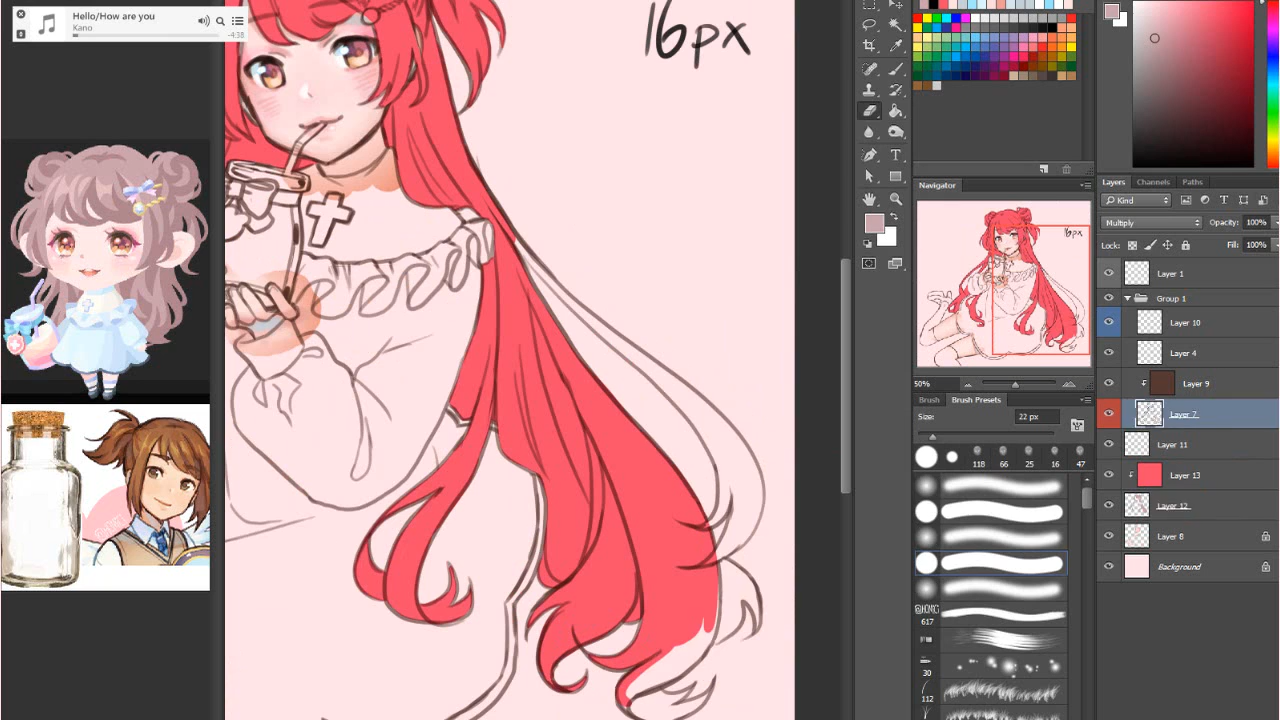 Hello/How are you
Kano
-4:38
16px
Navigator
16px
50%
Brush
Brush Presets
Size:
22 px
118
66
25
16
47
617
30
112
Layers
Channels
Paths
Kind
Multiply
Opacity:
100%
Lock:
Fill:
100%
Layer 1
Group 1
Layer 10
Layer 4
Layer 9
Layer 7
Layer 11
Layer 13
Layer 12
Layer 8
Background